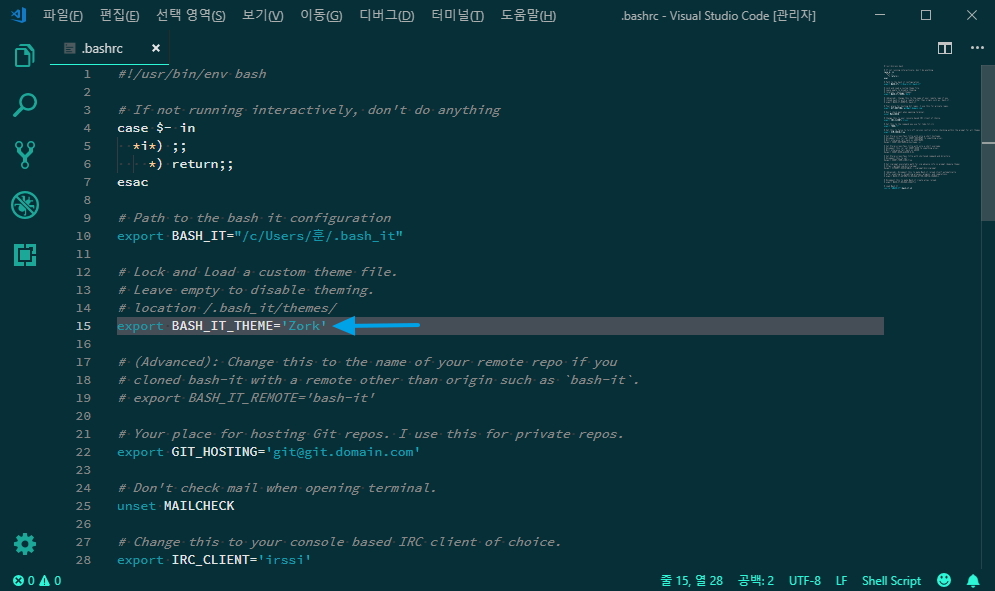 파일(F) 편집(E) 선택 영역(S) 보기(V) 이동(G) 디버그(D) 터미널(T) 도움말(H) .bashrc - Visual Studio Code [관리자]
.bashrc
1 #!/usr/bin/env bash
2
3 # If not running interactively, don't do anything
4 case $- in
5   *i*) ;;
6     *) return;;
7 esac
8
9 # Path to the bash it configuration
10 export BASH_IT="/c/Users/훈/.bash_it"
11
12 # Lock and Load a custom theme file.
13 # Leave empty to disable theming.
14 # location /.bash_it/themes/
15 export BASH_IT_THEME='Zork'
16
17 # (Advanced): Change this to the name of your remote repo if you
18 # cloned bash-it with a remote other than origin such as `bash-it`.
19 # export BASH_IT_REMOTE='bash-it'
20
21 # Your place for hosting Git repos. I use this for private repos.
22 export GIT_HOSTING='git@git.domain.com'
23
24 # Don't check mail when opening terminal.
25 unset MAILCHECK
26
27 # Change this to your console based IRC client of choice.
28 export IRC_CLIENT='irssi'
0 0 줄 15, 열 28 공백: 2 UTF-8 LF Shell Script